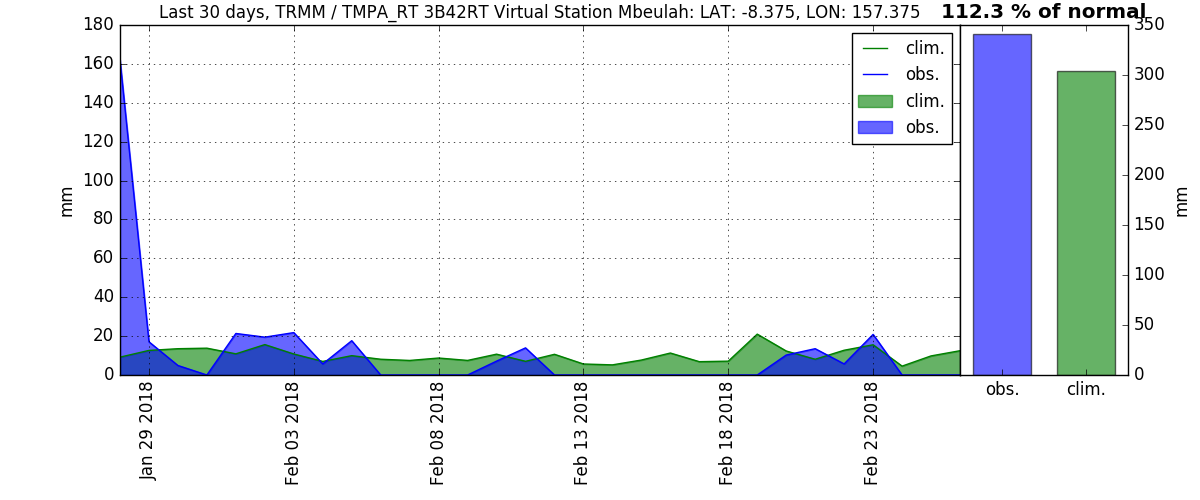 Last 30 days, TRMM / TMPA_RT 3B42RT Virtual Station Mbeulah: LAT: -8.375, LON: 157.375
112.3 % of normal
180
160
140
120
100
80
60
40
20
0
mm
clim.
obs.
clim.
obs.
350
300
250
200
150
100
50
0
mm
Jan 29 2018
Feb 03 2018
Feb 08 2018
Feb 13 2018
Feb 18 2018
Feb 23 2018
obs.
clim.